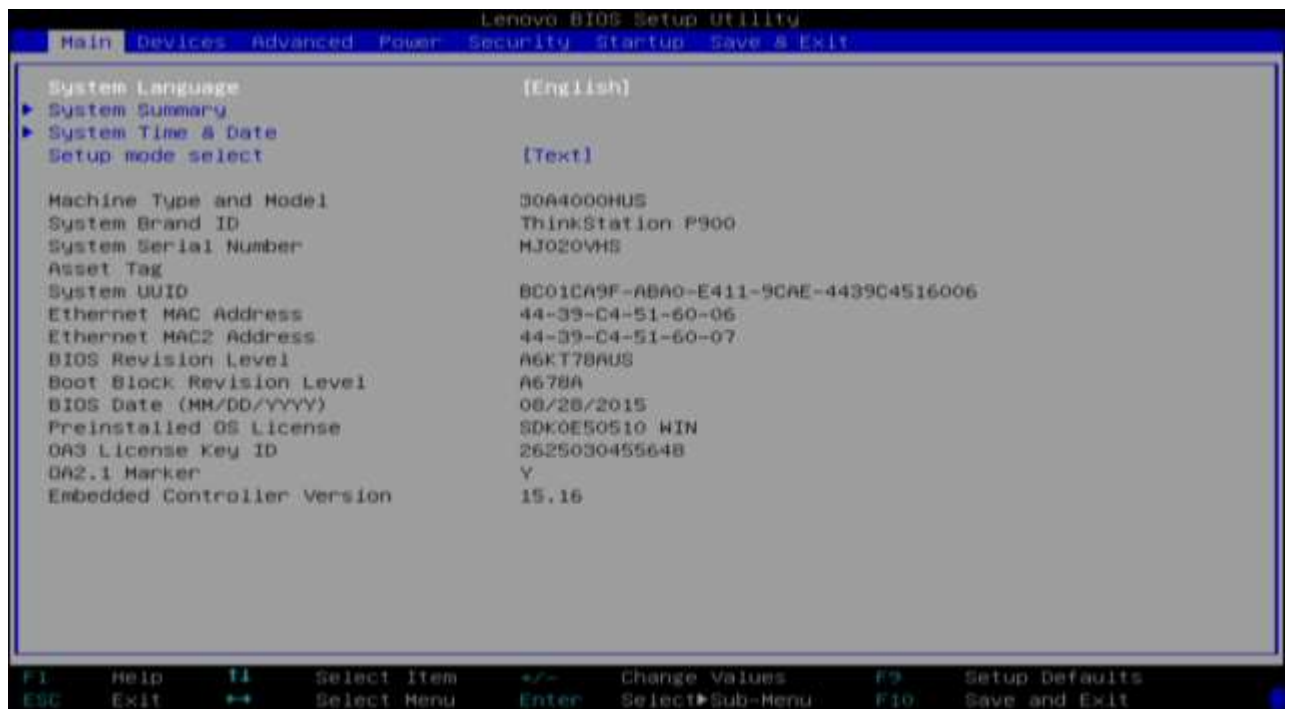 Lenovo BIOS Setup Utility
Main Devices Advanced Power Security Startup Save & Exit
System Language [English]
System Summary
System Time & Date
Setup mode select [Text]
Machine Type and Model 30A4000HUS
System Brand ID ThinkStation P900
System Serial Number MJ020VHS
Asset Tag
System UUID BC01CA9F-ABA0-E411-9CAE-4439C4516006
Ethernet MAC Address 44-39-C4-51-60-06
Ethernet MAC2 Address 44-39-C4-51-60-07
BIOS Revision Level A6KT78AUS
Boot Block Revision Level A678A
BIOS Date (MM/DD/YYYY) 08/28/2015
Preinstalled OS License SDK0E50510 WIN
OA3 License Key ID 2625030455648
OA2.1 Marker Y
Embedded Controller Version 15.16
F1 Help ↑↓ Select Item +/- Change Values F9 Setup Defaults
ESC Exit ←→ Select Menu Enter Select▶Sub-Menu F10 Save and Exit